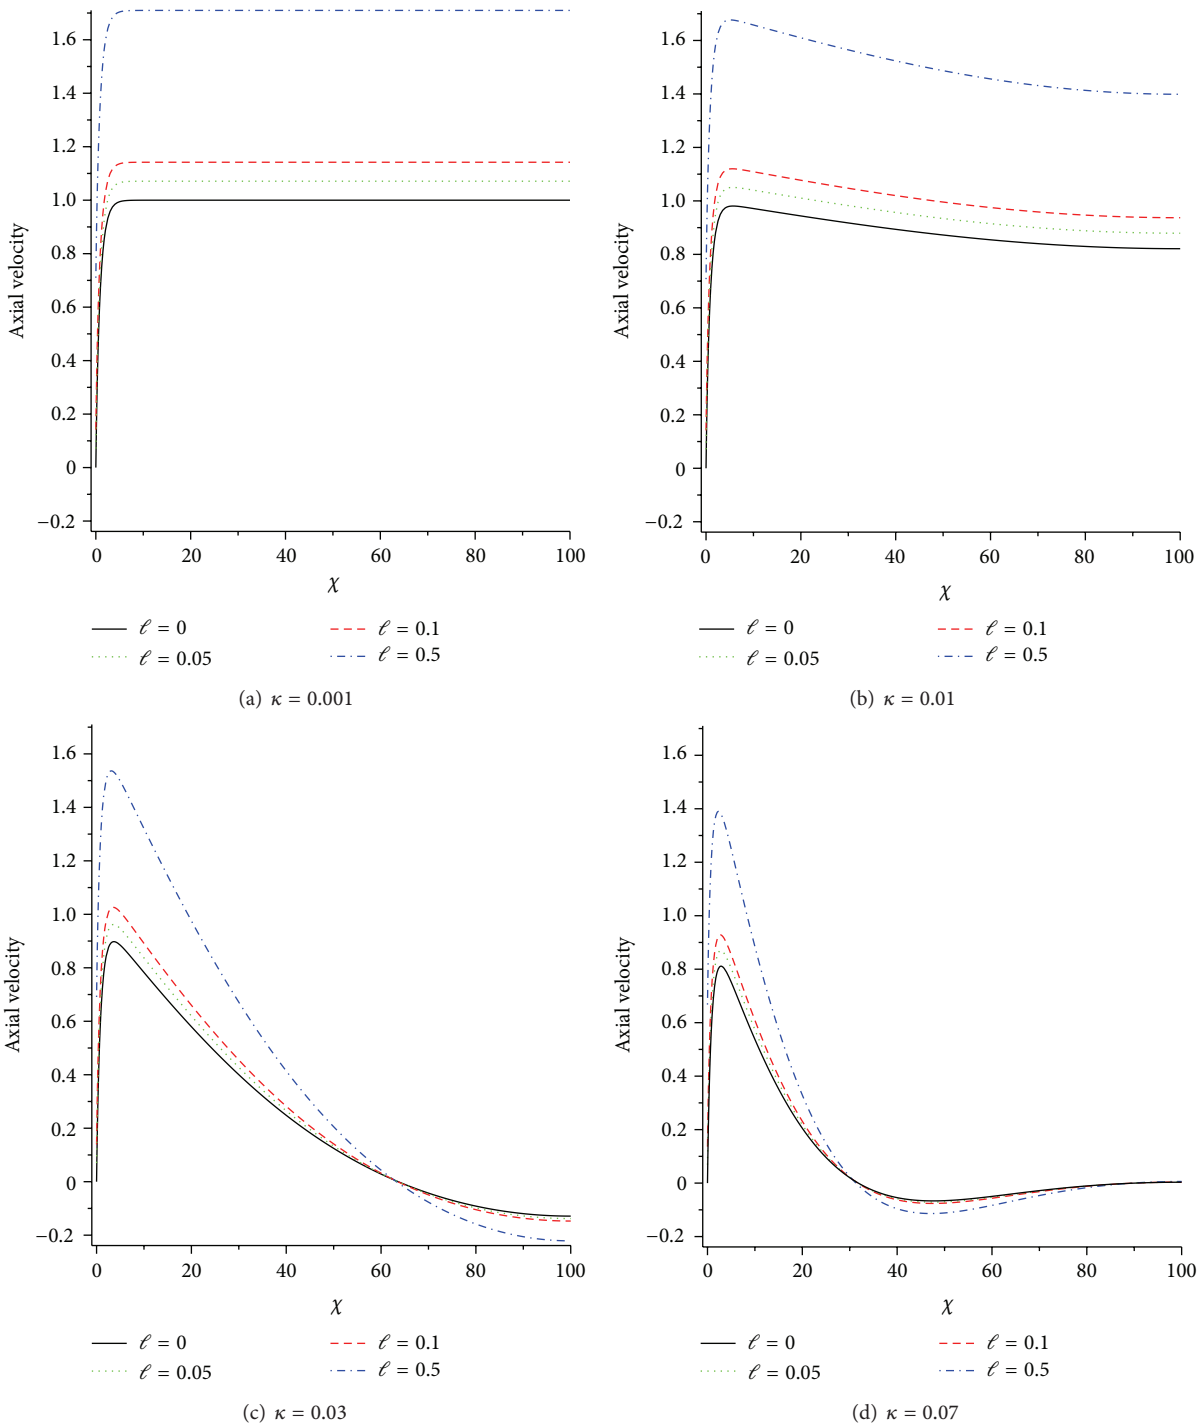 1.6
1.4
1.2
1.0
0.8
0.6
0.4
0.2
0
−0.2
Axial velocity
0 20 40 60 80 100
χ
ℓ = 0
ℓ = 0.1
ℓ = 0.05
ℓ = 0.5
(a) κ = 0.001
1.6
1.4
1.2
1.0
0.8
0.6
0.4
0.2
0
−0.2
Axial velocity
0 20 40 60 80 100
χ
ℓ = 0
ℓ = 0.1
ℓ = 0.05
ℓ = 0.5
(b) κ = 0.01
1.6
1.4
1.2
1.0
0.8
0.6
0.4
0.2
0
−0.2
Axial velocity
0 20 40 60 80 100
χ
ℓ = 0
ℓ = 0.1
ℓ = 0.05
ℓ = 0.5
(c) κ = 0.03
1.6
1.4
1.2
1.0
0.8
0.6
0.4
0.2
0
−0.2
Axial velocity
0 20 40 60 80 100
χ
ℓ = 0
ℓ = 0.1
ℓ = 0.05
ℓ = 0.5
(d) κ = 0.07